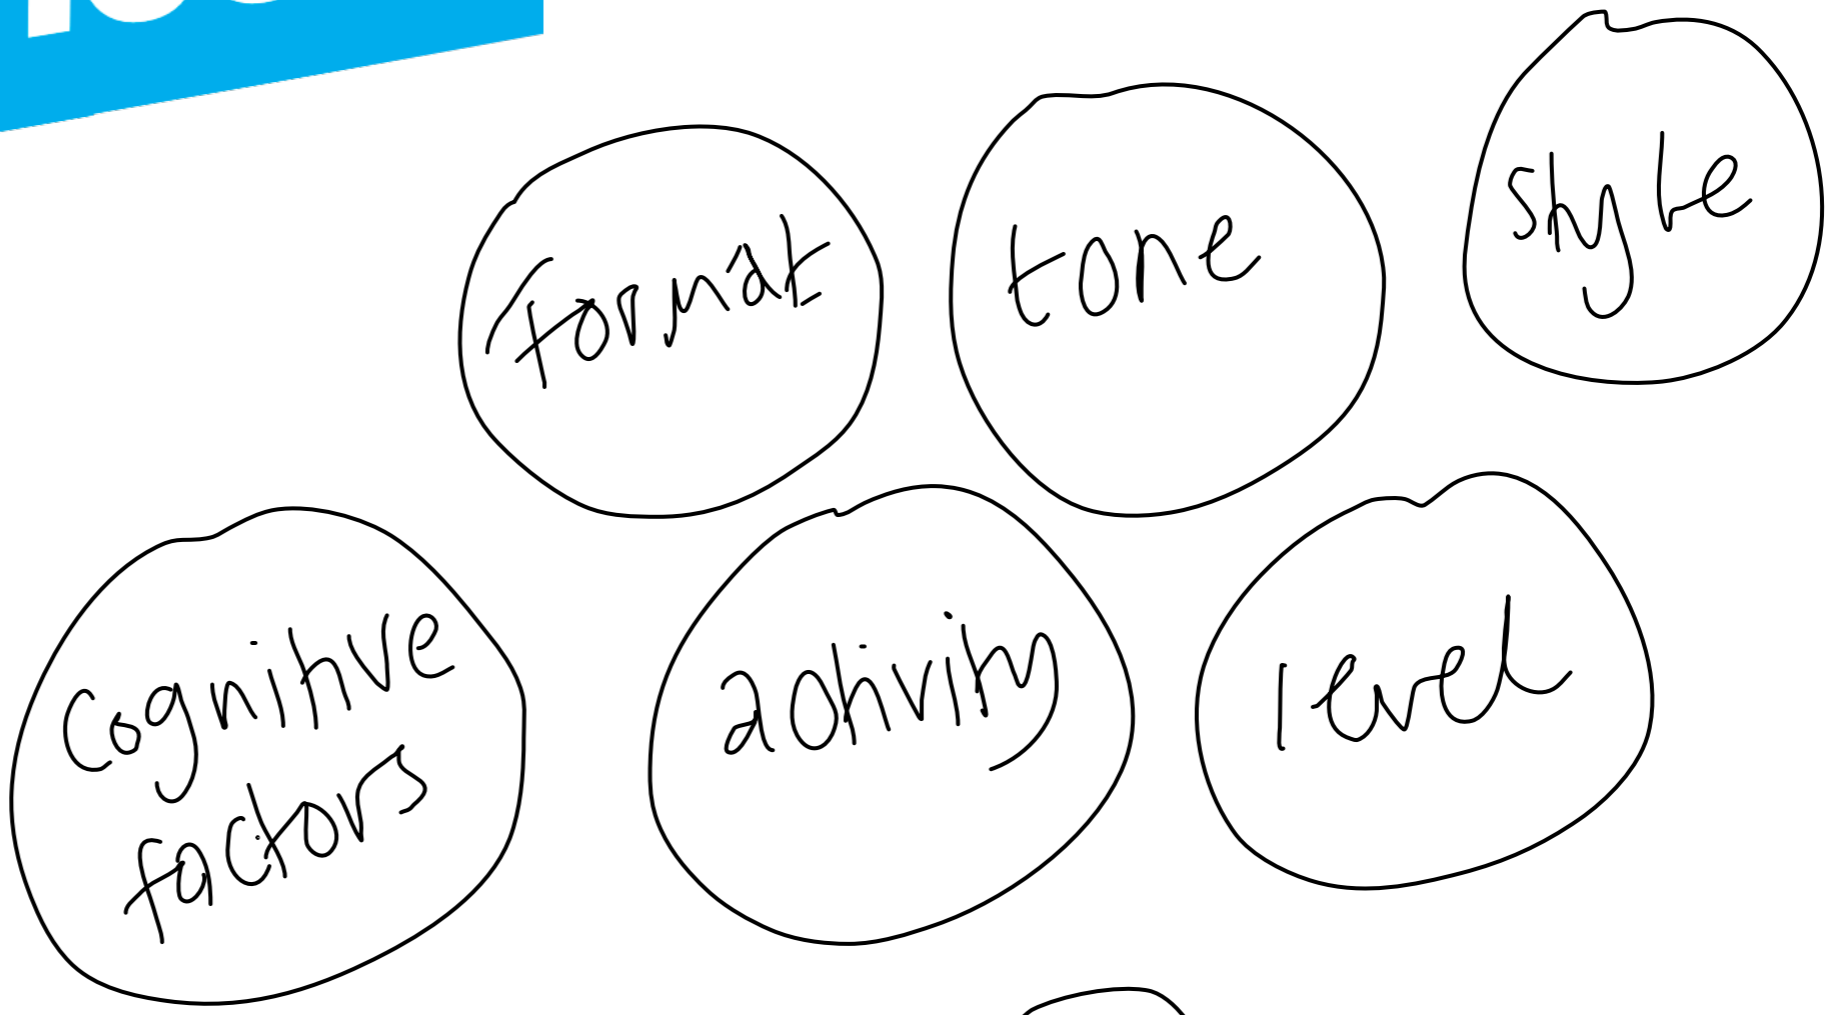 format
tone
style
Cognitive
factors
activity
level